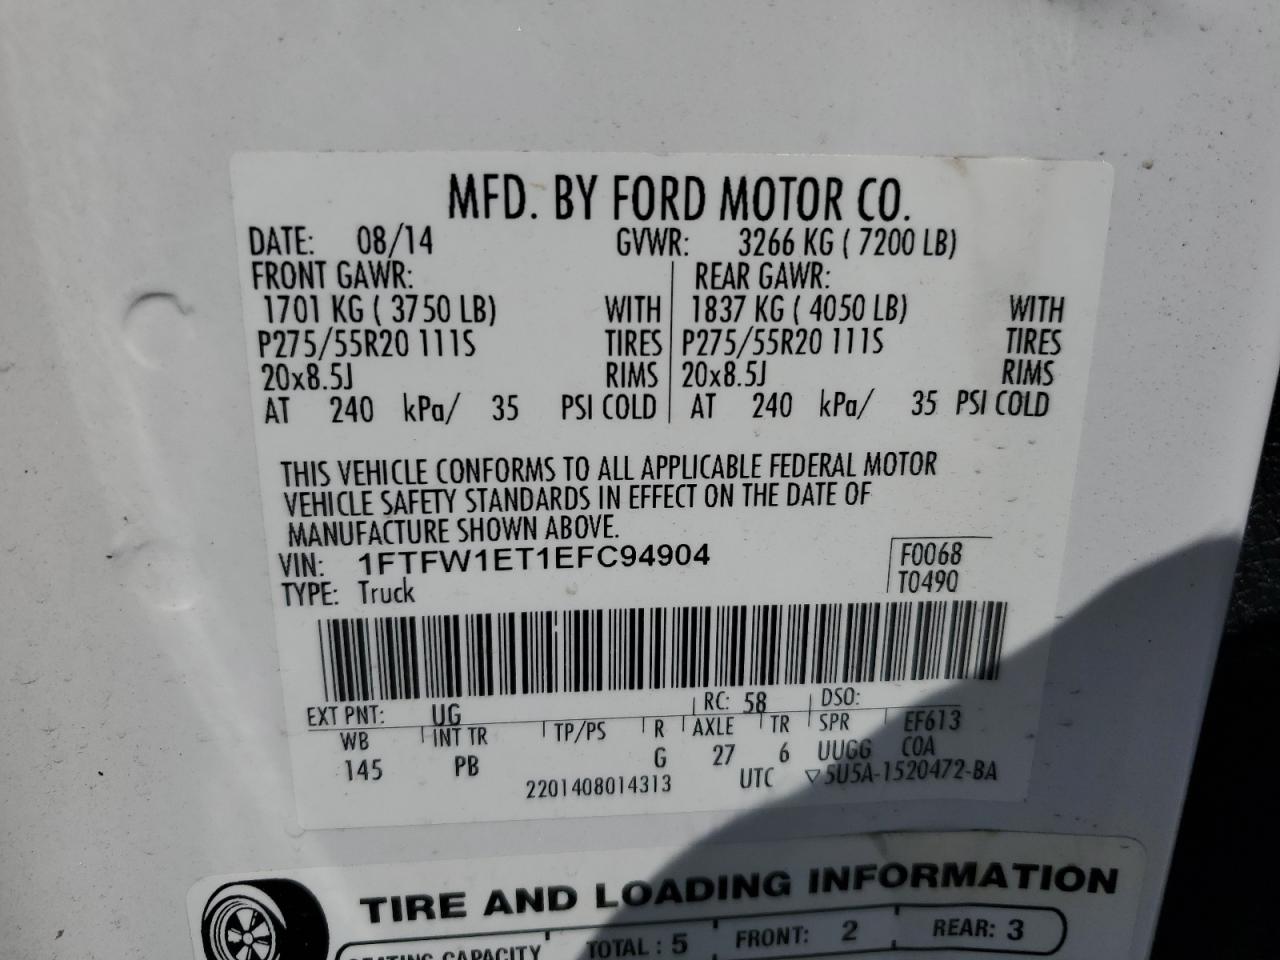 MFD. BY FORD MOTOR CO.
DATE: 08/14 GVWR: 3266 KG ( 7200 LB)
FRONT GAWR: REAR GAWR:
1701 KG ( 3750 LB) WITH 1837 KG ( 4050 LB) WITH
P275/55R20 111S TIRES P275/55R20 111S TIRES
20x8.5J RIMS 20x8.5J RIMS
AT 240 kPa/ 35 PSI COLD AT 240 kPa/ 35 PSI COLD
THIS VEHICLE CONFORMS TO ALL APPLICABLE FEDERAL MOTOR
VEHICLE SAFETY STANDARDS IN EFFECT ON THE DATE OF
MANUFACTURE SHOWN ABOVE.
VIN: 1FTFW1ET1EFC94904 F0068
TYPE: Truck T0490
EXT PNT: UG RC: 58 DSO:
WB INT TR TP/PS R AXLE TR SPR EF613
145 PB G 27 6 UUGG C0A
2201408014313 UTC ▽5U5A-1520472-BA
TIRE AND LOADING INFORMATION
SEATING CAPACITY TOTAL : 5 FRONT: 2 REAR: 3